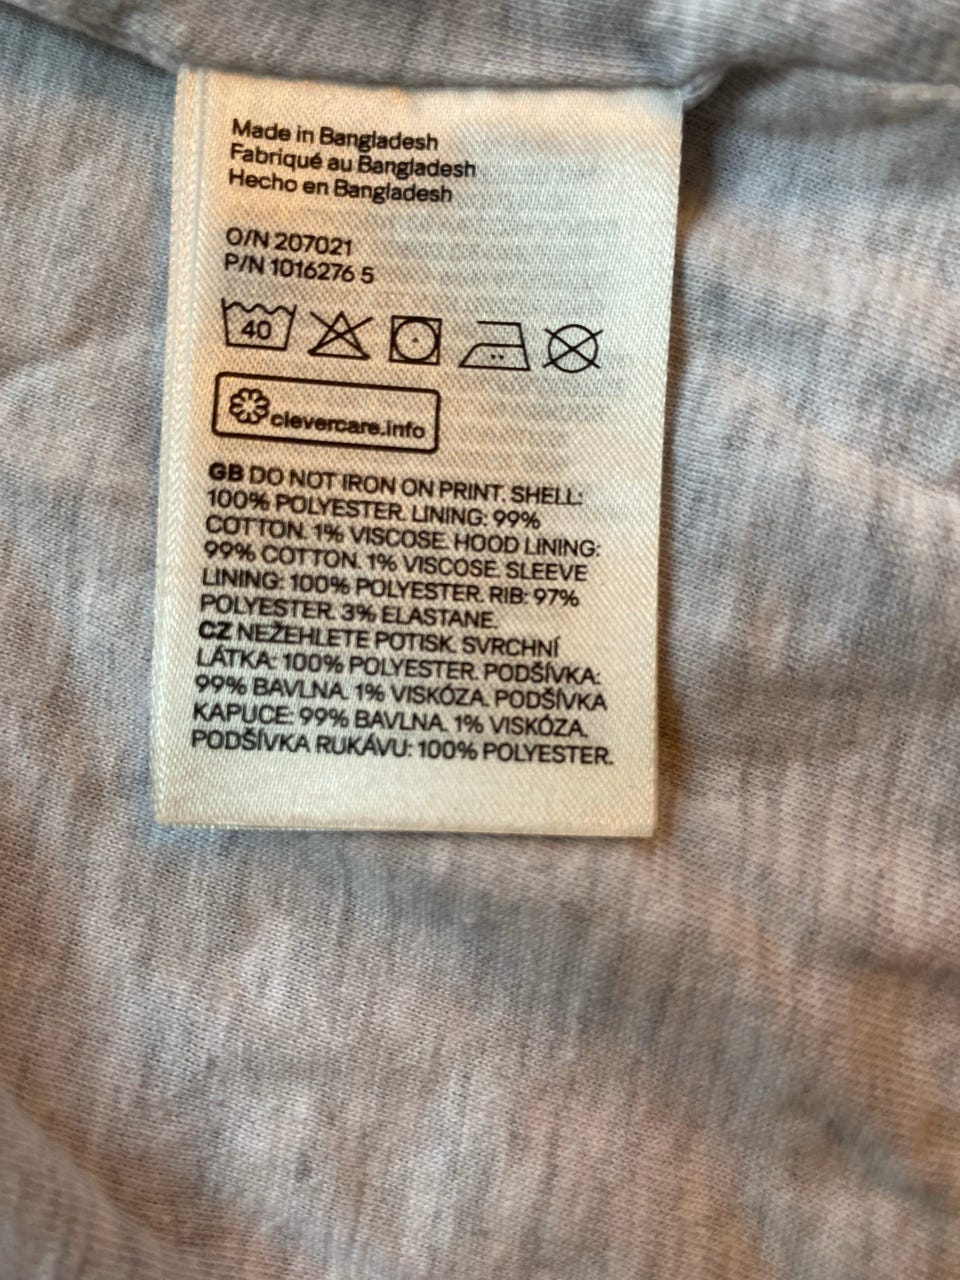 Made in Bangladesh
Fabriqué au Bangladesh
Hecho en Bangladesh
O/N 207021
P/N 1016276 5
40
clevercare.info
GB DO NOT IRON ON PRINT. SHELL:
100% POLYESTER. LINING: 99%
COTTON. 1% VISCOSE. HOOD LINING:
99% COTTON. 1% VISCOSE. SLEEVE
LINING: 100% POLYESTER. RIB: 97%
POLYESTER. 3% ELASTANE.
CZ NEŽEHLETE POTISK. SVRCHNÍ
LÁTKA: 100% POLYESTER. PODŠÍVKA:
99% BAVLNA. 1% VISKÓZA. PODŠÍVKA
KAPUCE: 99% BAVLNA. 1% VISKÓZA.
PODŠÍVKA RUKÁVU: 100% POLYESTER.